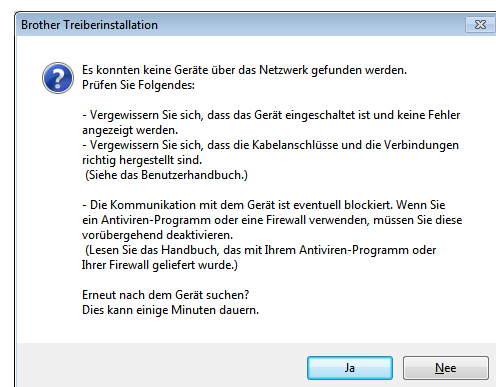 Brother Treiberinstallation
Es konnten keine Geräte über das Netzwerk gefunden werden.
Prüfen Sie Folgendes:
- Vergewissern Sie sich, dass das Gerät eingeschaltet ist und keine Fehler
angezeigt werden.
- Vergewissern Sie sich, dass die Kabelanschlüsse und die Verbindungen
richtig hergestellt sind.
(Siehe das Benutzerhandbuch.)
- Die Kommunikation mit dem Gerät ist eventuell blockiert. Wenn Sie
ein Antiviren-Programm oder eine Firewall verwenden, müssen Sie diese
vorübergehend deaktivieren.
(Lesen Sie das Handbuch, das mit Ihrem Antiviren-Programm oder
Ihrer Firewall geliefert wurde.)
Erneut nach dem Gerät suchen?
Dies kann einige Minuten dauern.
Ja
Nee